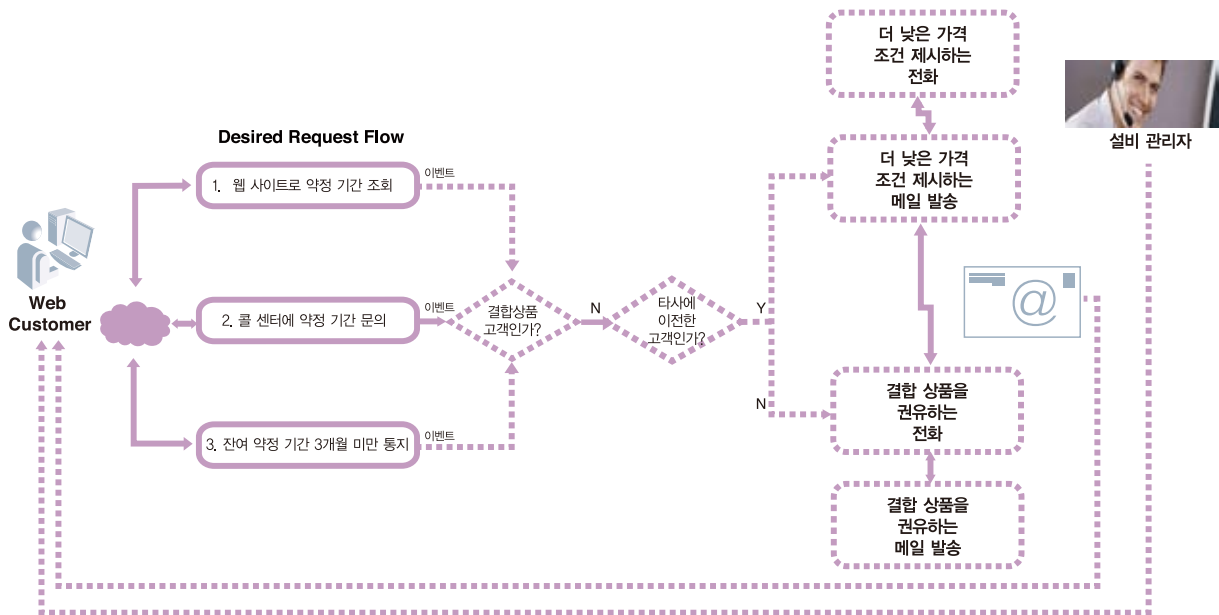 더 낮은 가격
조건 제시하는
전화
설비 관리자
Desired Request Flow
1. 웹 사이트로 약정 기간 조회
이벤트
더 낮은 가격
조건 제시하는
메일 발송
Web
Customer
2. 콜 센터에 약정 기간 문의
이벤트
결합상품
고객인가?
N
타사에
이전한
고객인가?
Y
@
N
결합 상품을
권유하는
전화
3. 잔여 약정 기간 3개월 미만 통지
이벤트
결합 상품을
권유하는
메일 발송